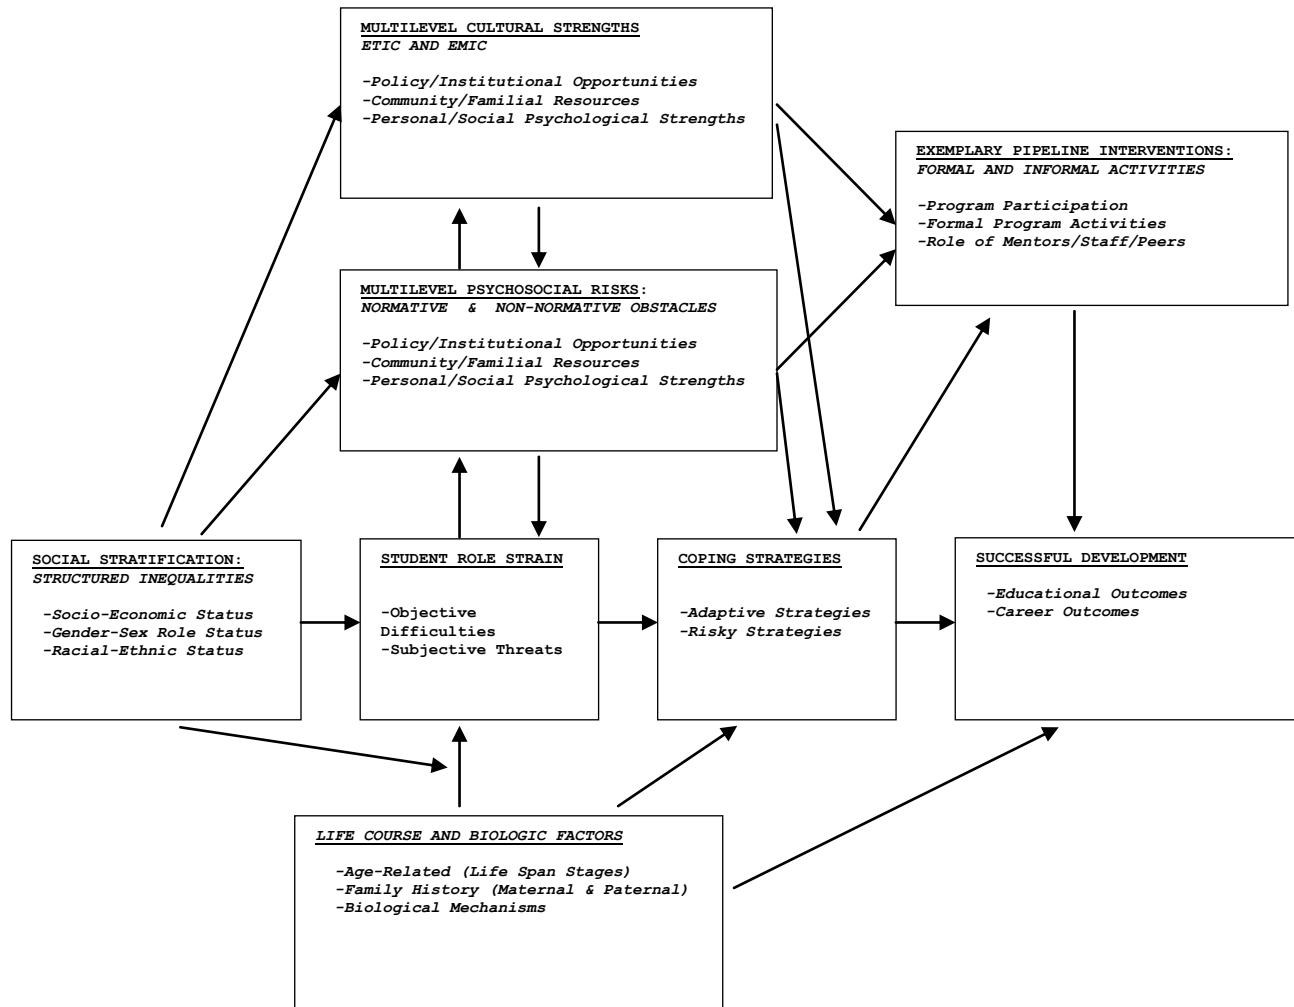 MULTILEVEL CULTURAL STRENGTHS
ETIC AND EMIC
-Policy/Institutional Opportunities
-Community/Familial Resources
-Personal/Social Psychological Strengths
EXEMPLARY PIPELINE INTERVENTIONS:
FORMAL AND INFORMAL ACTIVITIES
-Program Participation
-Formal Program Activities
-Role of Mentors/Staff/Peers
MULTILEVEL PSYCHOSOCIAL RISKS:
NORMATIVE & NON-NORMATIVE OBSTACLES
-Policy/Institutional Opportunities
-Community/Familial Resources
-Personal/Social Psychological Strengths
SOCIAL STRATIFICATION:
STRUCTURED INEQUALITIES
-Socio-Economic Status
-Gender-Sex Role Status
-Racial-Ethnic Status
STUDENT ROLE STRAIN
-Objective
Difficulties
-Subjective Threats
COPING STRATEGIES
-Adaptive Strategies
-Risky Strategies
SUCCESSFUL DEVELOPMENT
-Educational Outcomes
-Career Outcomes
LIFE COURSE AND BIOLOGIC FACTORS
-Age-Related (Life Span Stages)
-Family History (Maternal & Paternal)
-Biological Mechanisms